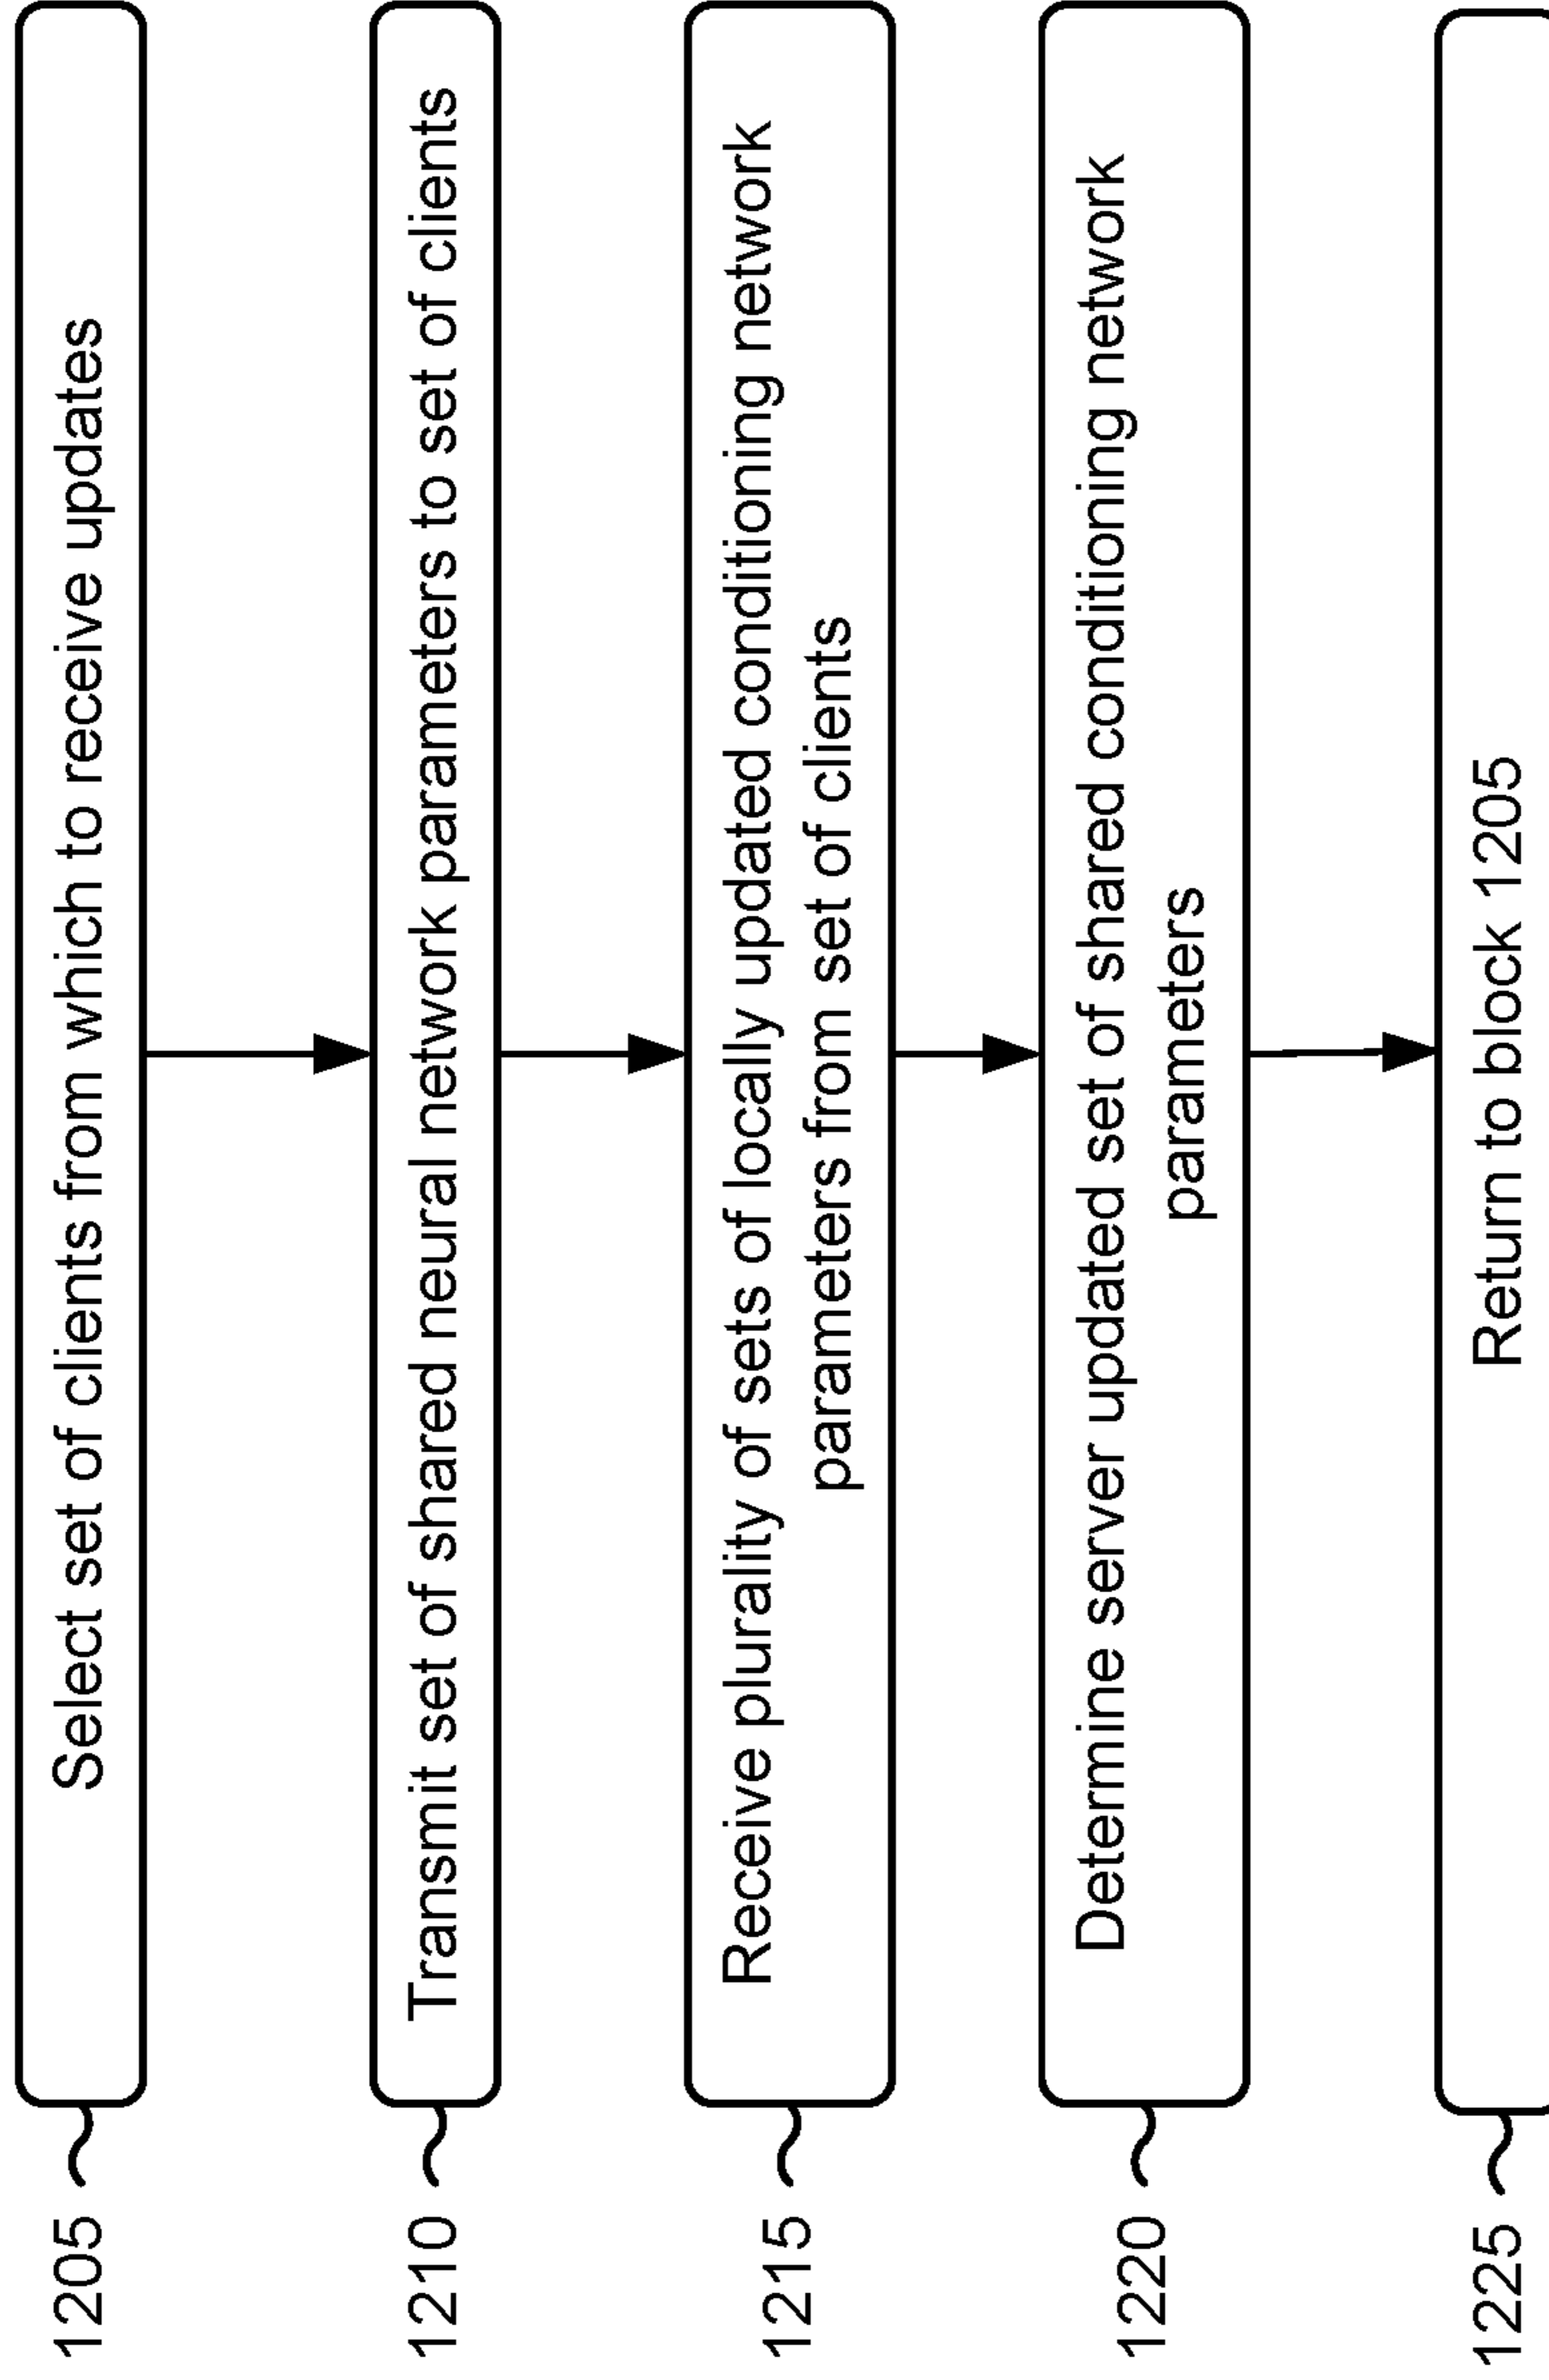 1205
Select set of clients from which to receive updates
1210
Transmit set of shared neural network parameters to set of clients
1215
Receive plurality of sets of locally updated conditioning network
parameters from set of clients
1220
Determine server updated set of shared conditioning network
parameters
1225
Return to block 1205